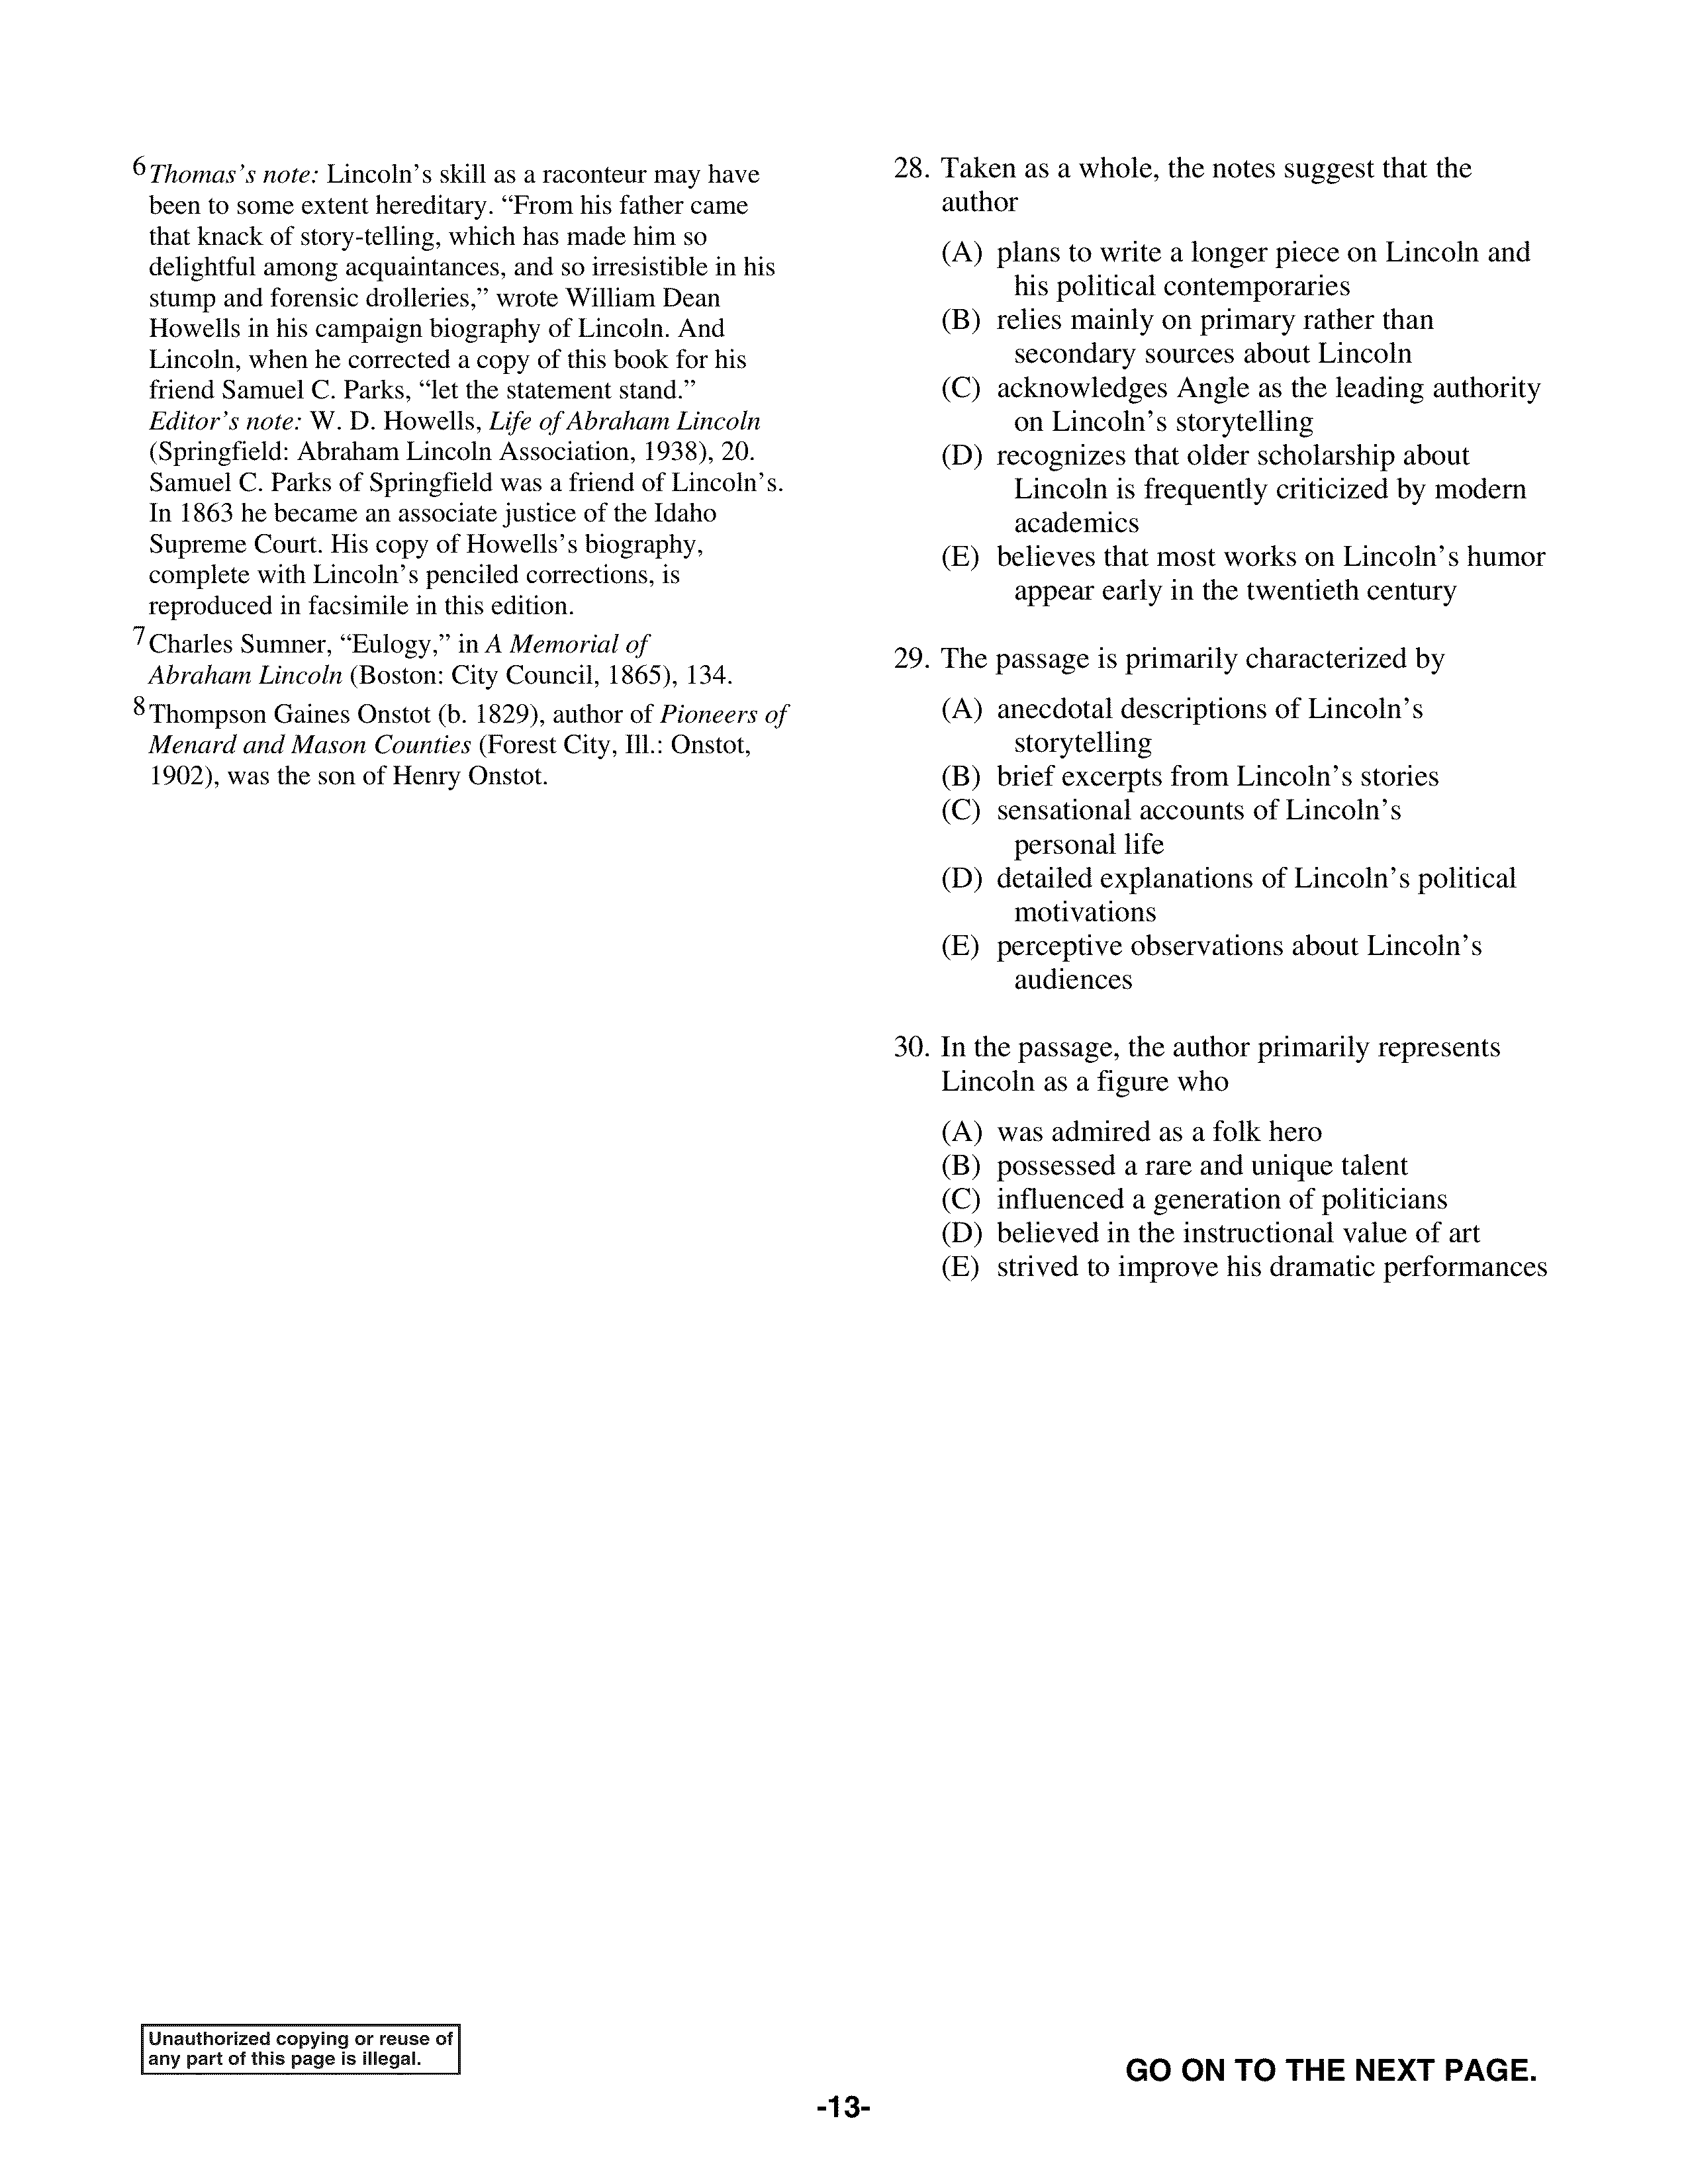 6 Thomas's note: Lincoln's skill as a raconteur may have
been to some extent hereditary. “From his father came
that knack of story-telling, which has made him so
delightful among acquaintances, and so irresistible in his
stump and forensic drolleries,” wrote William Dean
Howells in his campaign biography of Lincoln. And
Lincoln, when he corrected a copy of this book for his
friend Samuel C. Parks, “let the statement stand.”
Editor's note: W. D. Howells, Life of Abraham Lincoln
(Springfield: Abraham Lincoln Association, 1938), 20.
Samuel C. Parks of Springfield was a friend of Lincoln's.
In 1863 he became an associate justice of the Idaho
Supreme Court. His copy of Howells's biography,
complete with Lincoln's penciled corrections, is
reproduced in facsimile in this edition.
7 Charles Sumner, “Eulogy,” in A Memorial of
Abraham Lincoln (Boston: City Council, 1865), 134.
8 Thompson Gaines Onstot (b. 1829), author of Pioneers of
Menard and Mason Counties (Forest City, Ill.: Onstot,
1902), was the son of Henry Onstot.
28. Taken as a whole, the notes suggest that the
author
(A) plans to write a longer piece on Lincoln and
his political contemporaries
(B) relies mainly on primary rather than
secondary sources about Lincoln
(C) acknowledges Angle as the leading authority
on Lincoln's storytelling
(D) recognizes that older scholarship about
Lincoln is frequently criticized by modern
academics
(E) believes that most works on Lincoln's humor
appear early in the twentieth century
29. The passage is primarily characterized by
(A) anecdotal descriptions of Lincoln's
storytelling
(B) brief excerpts from Lincoln's stories
(C) sensational accounts of Lincoln's
personal life
(D) detailed explanations of Lincoln's political
motivations
(E) perceptive observations about Lincoln's
audiences
30. In the passage, the author primarily represents
Lincoln as a figure who
(A) was admired as a folk hero
(B) possessed a rare and unique talent
(C) influenced a generation of politicians
(D) believed in the instructional value of art
(E) strived to improve his dramatic performances
Unauthorized copying or reuse of
any part of this page is illegal.
GO ON TO THE NEXT PAGE.
-13-